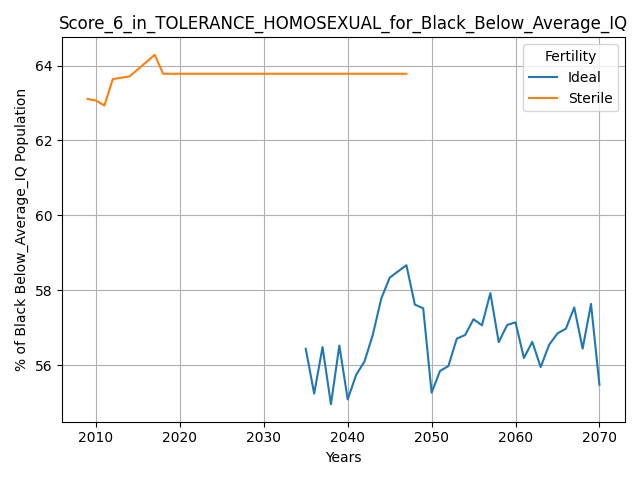 Score_6_in_TOLERANCE_HOMOSEXUAL_for_Black_Below_Average_IQ
% of Black Below_Average_IQ Population
64
62
60
58
56
Fertility
Ideal
Sterile
2010 2020 2030 2040 2050 2060 2070
Years